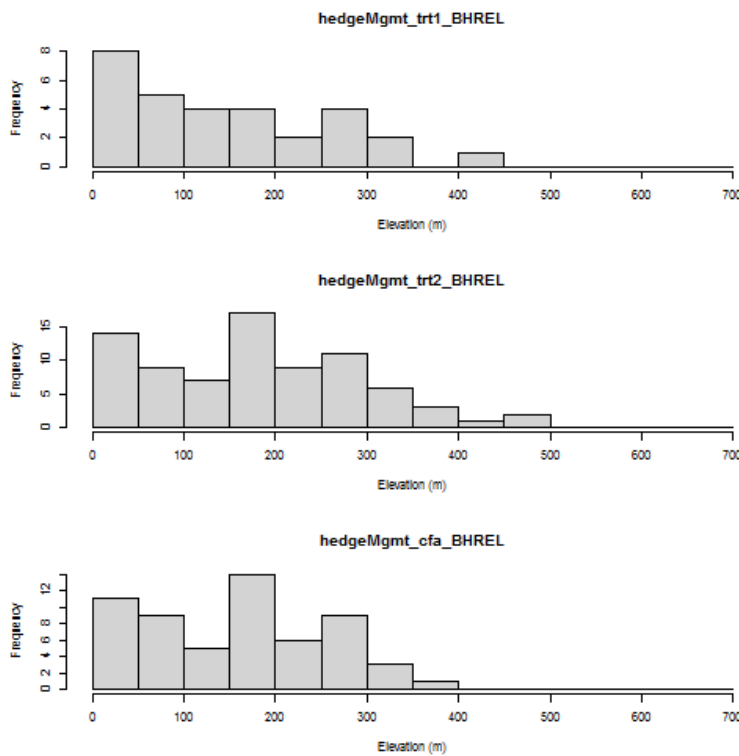 hedgeMgmt_trt1_BHREL
Frequency
0 2 4 6 8
0 100 200 300 400 500 600 700
Elevation (m)
hedgeMgmt_trt2_BHREL
Frequency
0 5 10 15
0 100 200 300 400 500 600 700
Elevation (m)
hedgeMgmt_cfa_BHREL
Frequency
0 2 4 6 8 12
0 100 200 300 400 500 600 700
Elevation (m)